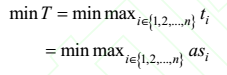 min T = min max_{i∈{1,2,...,n}} t_i
= min max_{i∈{1,2,...,n}} as_i